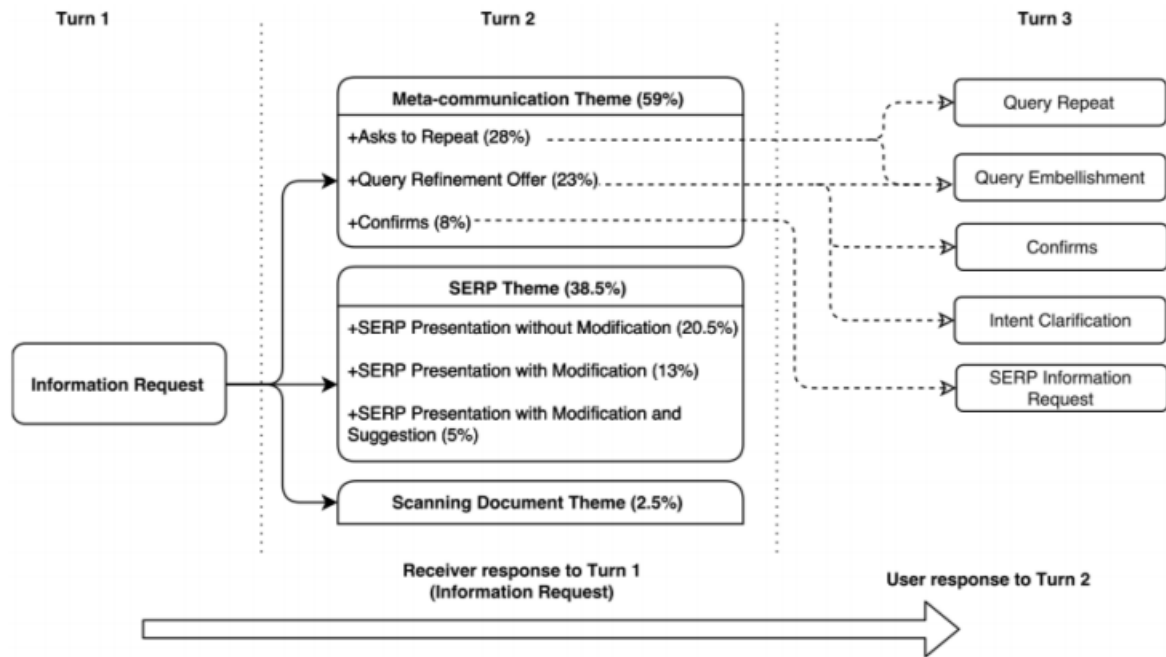 Turn 1
Turn 2
Turn 3
Meta-communication Theme (59%)
+Asks to Repeat (28%)
+Query Refinement Offer (23%)
+Confirms (8%)
SERP Theme (38.5%)
+SERP Presentation without Modification (20.5%)
+SERP Presentation with Modification (13%)
+SERP Presentation with Modification and
Suggestion (5%)
Scanning Document Theme (2.5%)
Information Request
Query Repeat
Query Embellishment
Confirms
Intent Clarification
SERP Information
Request
Receiver response to Turn 1
(Information Request)
User response to Turn 2